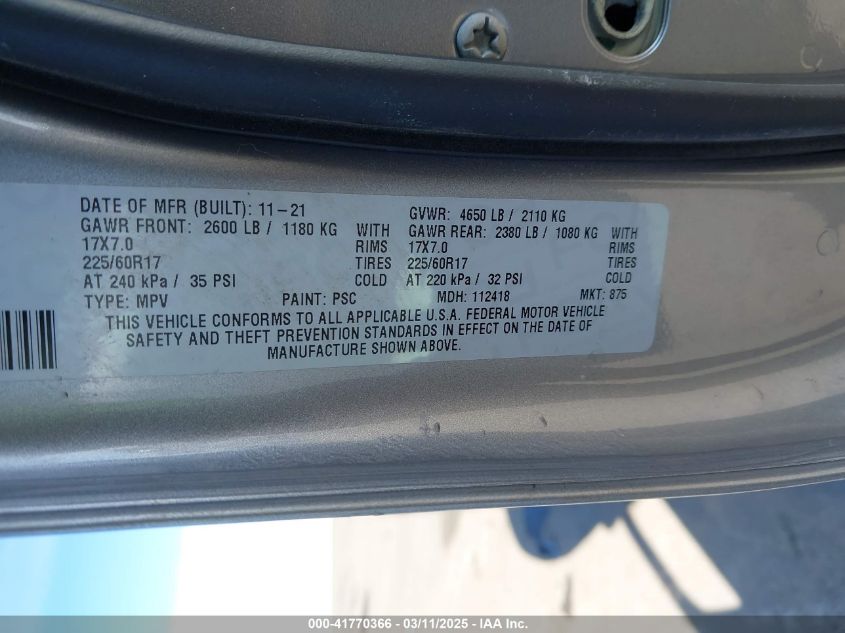 DATE OF MFR (BUILT): 11-21 GVWR: 4650 LB / 2110 KG
GAWR FRONT: 2600 LB / 1180 KG WITH GAWR REAR: 2380 LB / 1080 KG WITH
17X7.0 RIMS 17X7.0 RIMS
225/60R17 TIRES 225/60R17 TIRES
AT 240 kPa / 35 PSI COLD AT 220 kPa / 32 PSI COLD
TYPE: MPV PAINT: PSC MDH: 112418 MKT: 875
THIS VEHICLE CONFORMS TO ALL APPLICABLE U.S.A. FEDERAL MOTOR VEHICLE
SAFETY AND THEFT PREVENTION STANDARDS IN EFFECT ON THE DATE OF
MANUFACTURE SHOWN ABOVE.
000-41770366 - 03/11/2025 - IAA Inc.